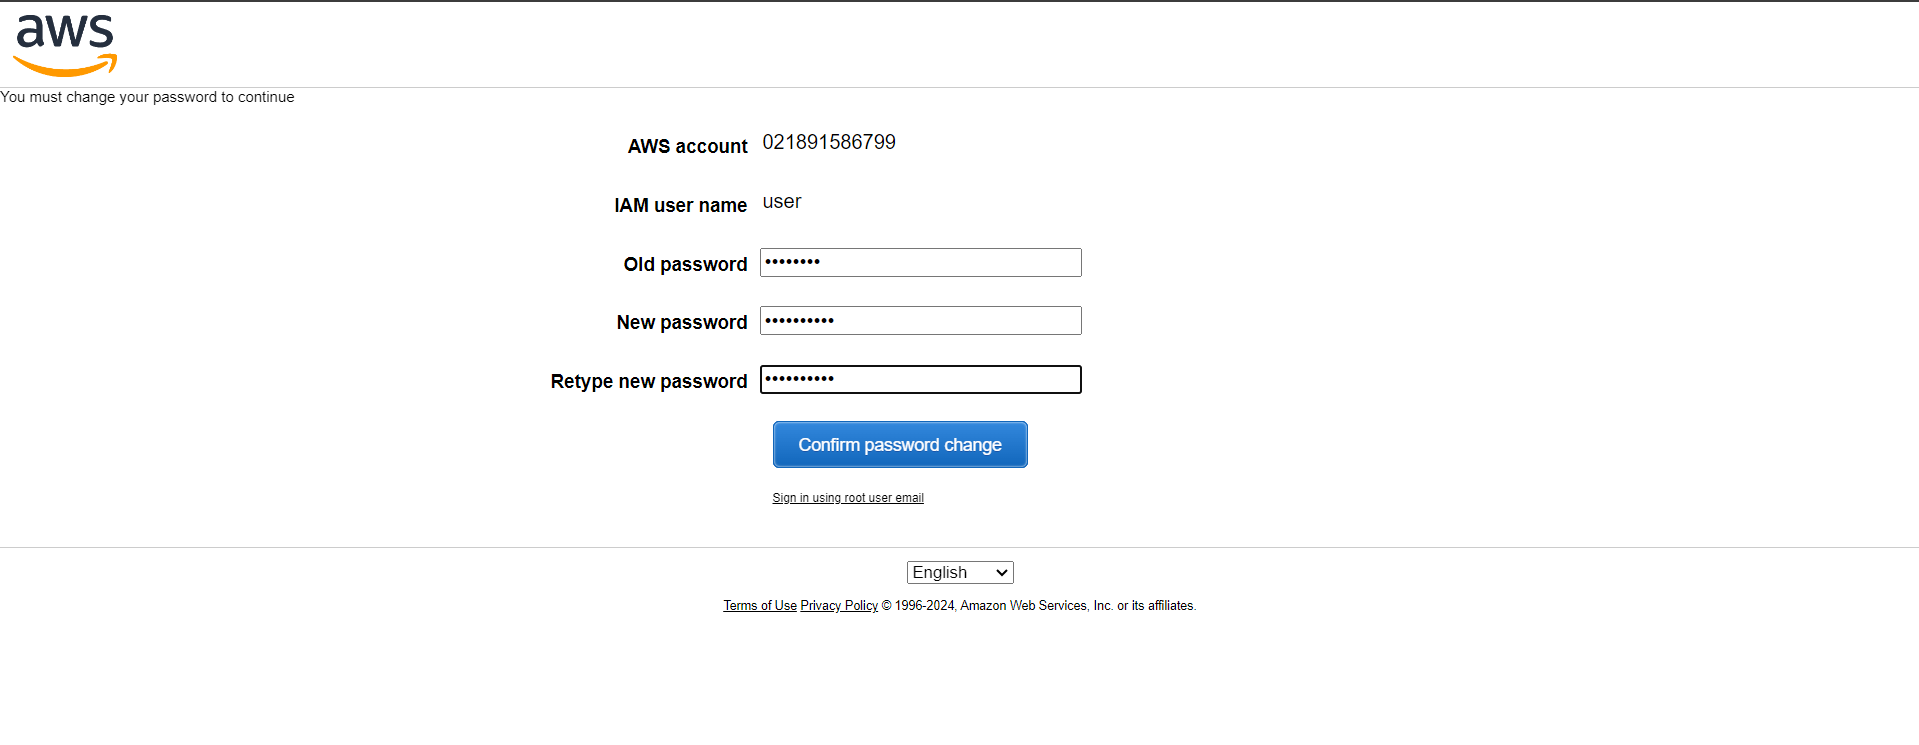 aws
You must change your password to continue
AWS account 021891586799
IAM user name user
Old password ••••••••
New password ••••••••••
Retype new password ••••••••••
Confirm password change
Sign in using root user email
English
Terms of Use Privacy Policy © 1996-2024, Amazon Web Services, Inc. or its affiliates.